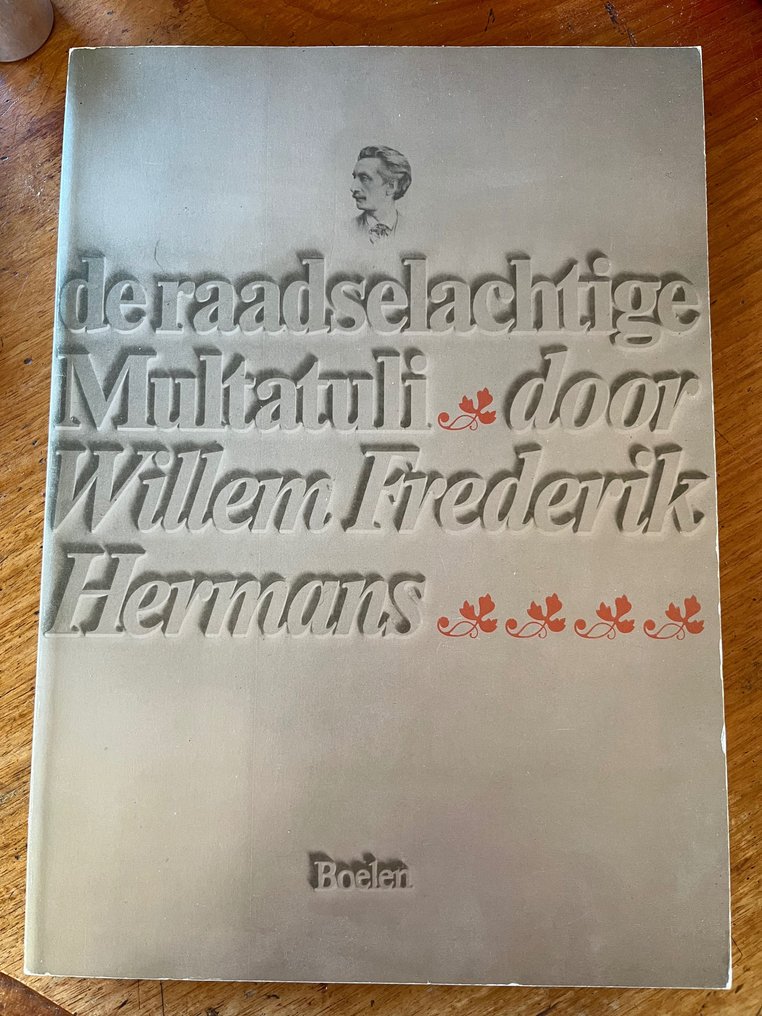 de raadselachtige
Multatuli door
Willem Frederik
Hermans
Boelen